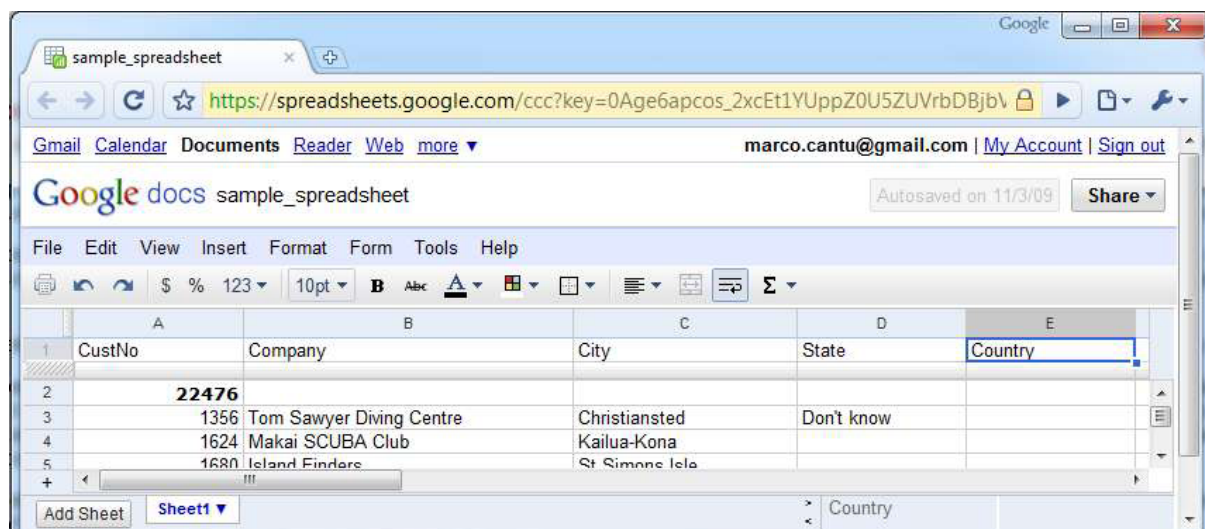 Google
sample_spreadsheet
https://spreadsheets.google.com/ccc?key=0Age6apcos_2xcEt1YUppZ0U5ZUVrbDBjbV
Gmail Calendar Documents Reader Web more ▼ marco.cantu@gmail.com | My Account | Sign out
Google docs sample_spreadsheet Autosaved on 11/3/09 Share
File Edit View Insert Format Form Tools Help
$ % 123 10pt B Abc A Σ
A B C D E
1 CustNo Company City State Country
2 22476
3 1356 Tom Sawyer Diving Centre Christiansted Don't know
4 1624 Makai SCUBA Club Kailua-Kona
5 1680 Island Finders St Simons Isle
+
Add Sheet Sheet1 ▼ > < Country